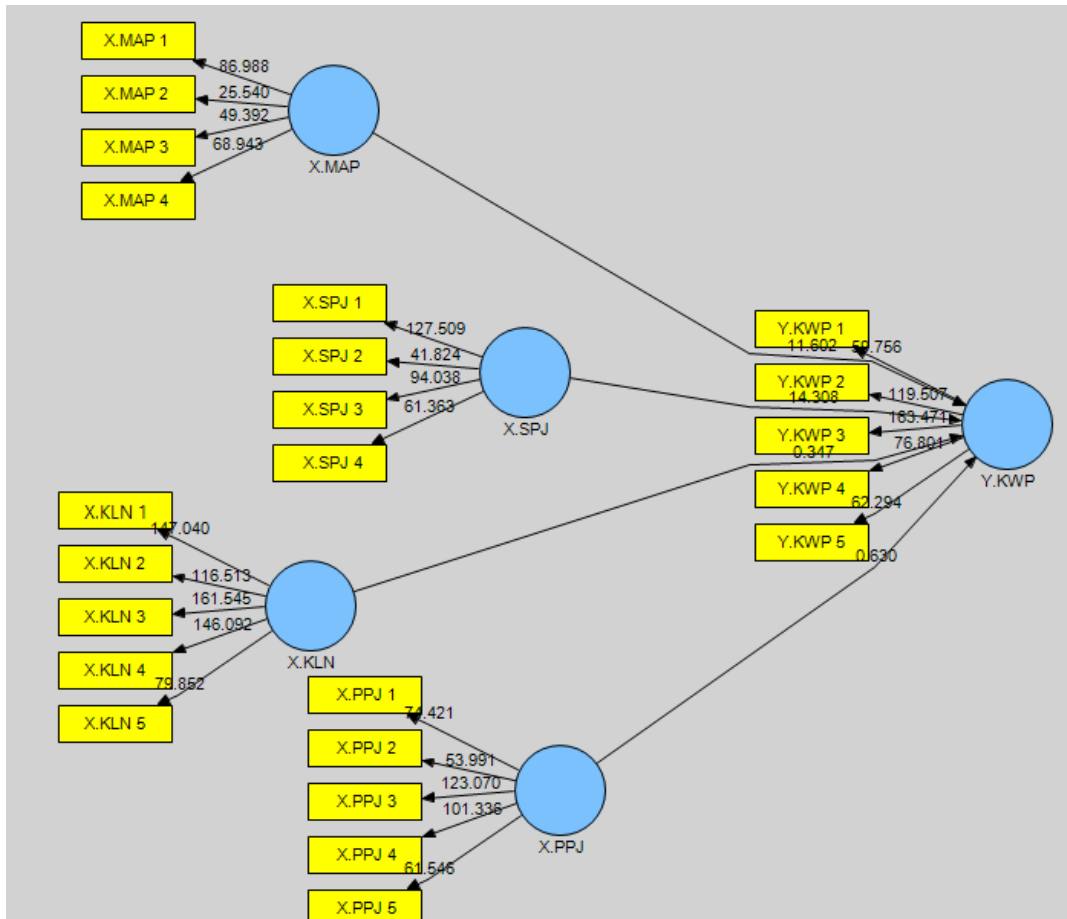 X.MAP 1
86.988
X.MAP 2
25.540
X.MAP 3
49.392
68.943
X.MAP 4
X.MAP
X.SPJ 1
127.509
X.SPJ 2
41.824
X.SPJ 3
94.038
61.363
X.SPJ 4
X.SPJ
Y.KWP 1
11.602
50.756
Y.KWP 2
119.507
14.308
163.471
Y.KWP 3
76.801
0.347
Y.KWP 4
62.294
Y.KWP 5
0.630
Y.KWP
X.KLN 1
147.040
X.KLN 2
116.513
X.KLN 3
161.545
146.092
X.KLN 4
79.852
X.KLN 5
X.KLN
X.PPJ 1
74.421
X.PPJ 2
53.991
X.PPJ 3
123.070
101.336
X.PPJ 4
61.546
X.PPJ 5
X.PPJ